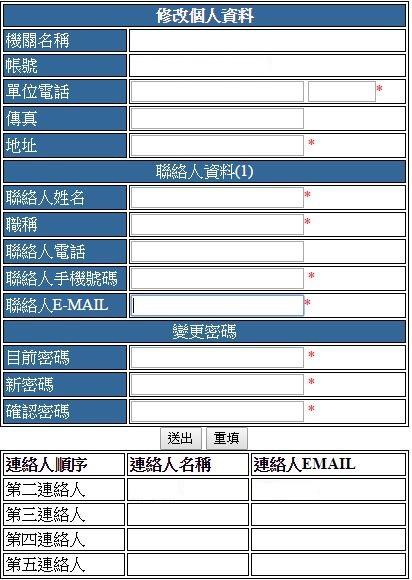 修改個人資料
機關名稱
帳號
單位電話 *
傳真
地址 *
聯絡人資料(1)
聯絡人姓名 *
職稱 *
聯絡人電話
聯絡人手機號碼 *
聯絡人E-MAIL *
變更密碼
目前密碼 *
新密碼 *
確認密碼 *
送出 重填
連絡人順序 連絡人名稱 連絡人EMAIL
第二連絡人
第三連絡人
第四連絡人
第五連絡人